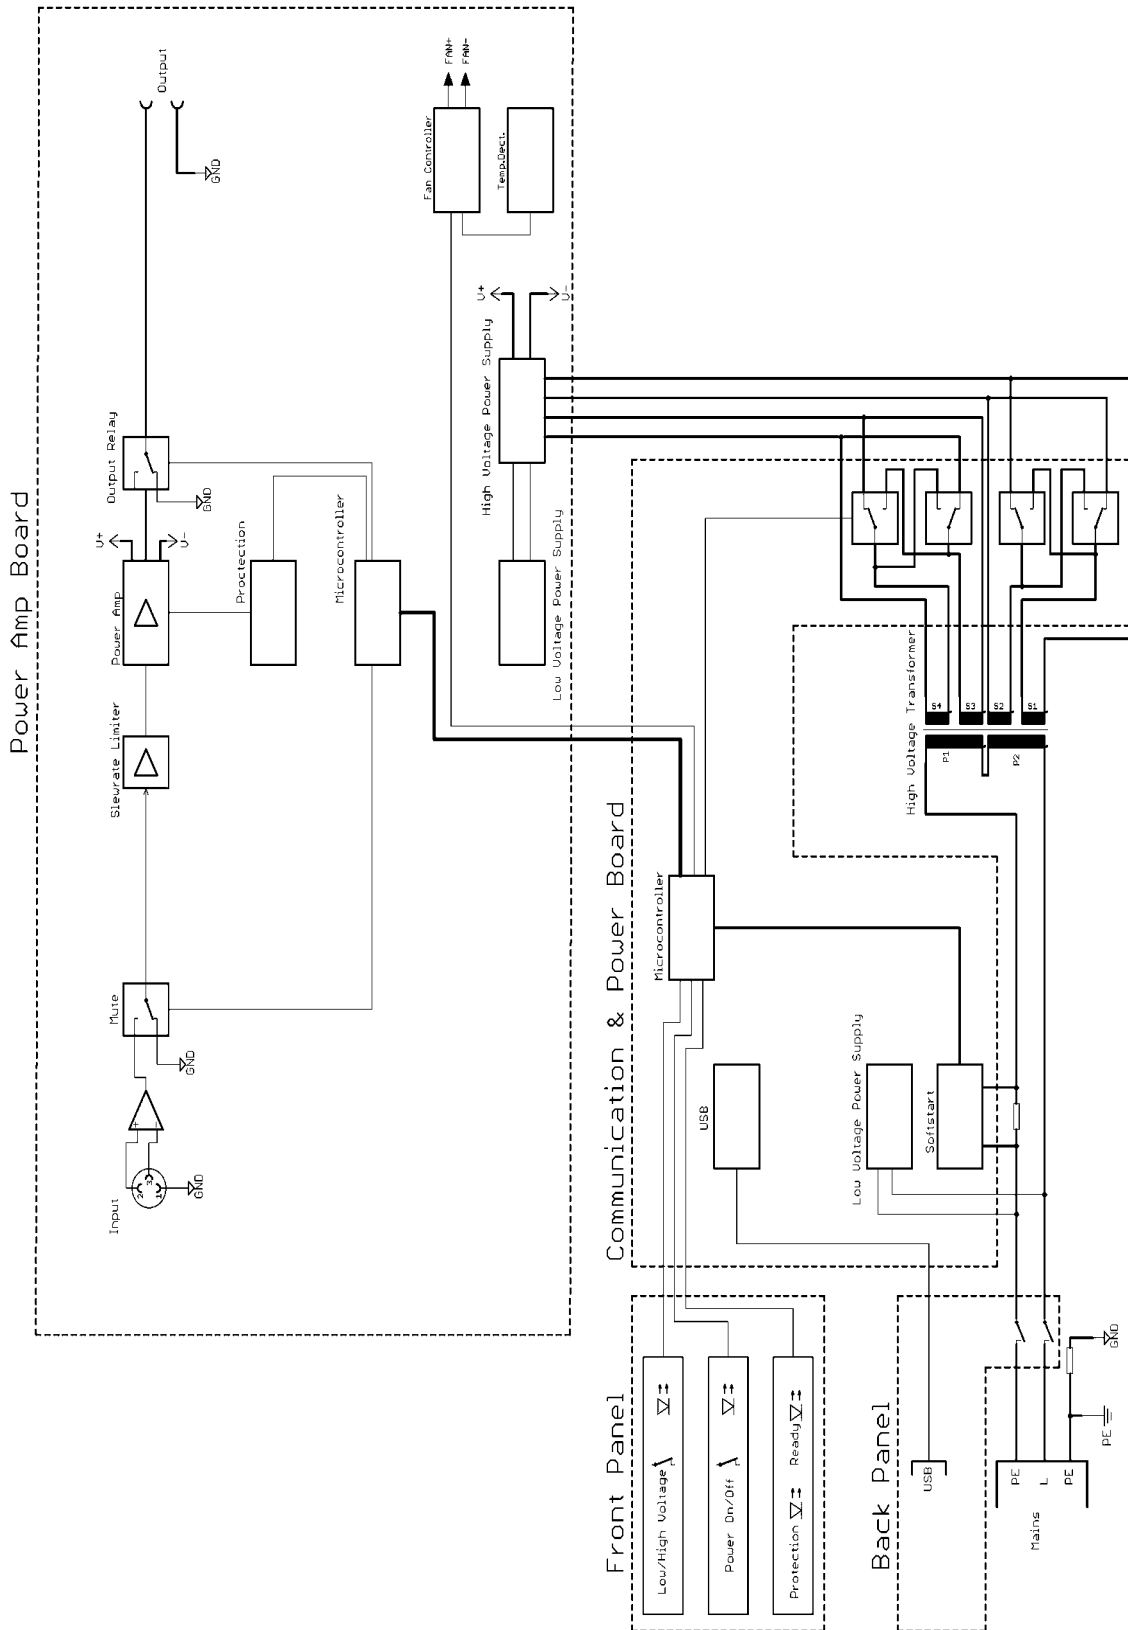 Power Amp Board
Input
2
3
1
+
-
GND
Mute
GND
Slewrate Limiter
Power Amp
V+
V-
Output Relay
GND
Output
GND
Proctection
Microcontroller
Fan Controller
FAN+
FAN-
Temp.Dect.
High Voltage Power Supply
V+
V-
Low Voltage Power Supply
Communication & Power Board
Microcontroller
USB
Low Voltage Power Supply
Softstart
High Voltage Transformer
S4
S3
S2
S1
P1
P2
Front Panel
Low/High Voltage
Power On/Off
Protection
Ready
Back Panel
USB
Mains
PE
L
PE
PE
GND